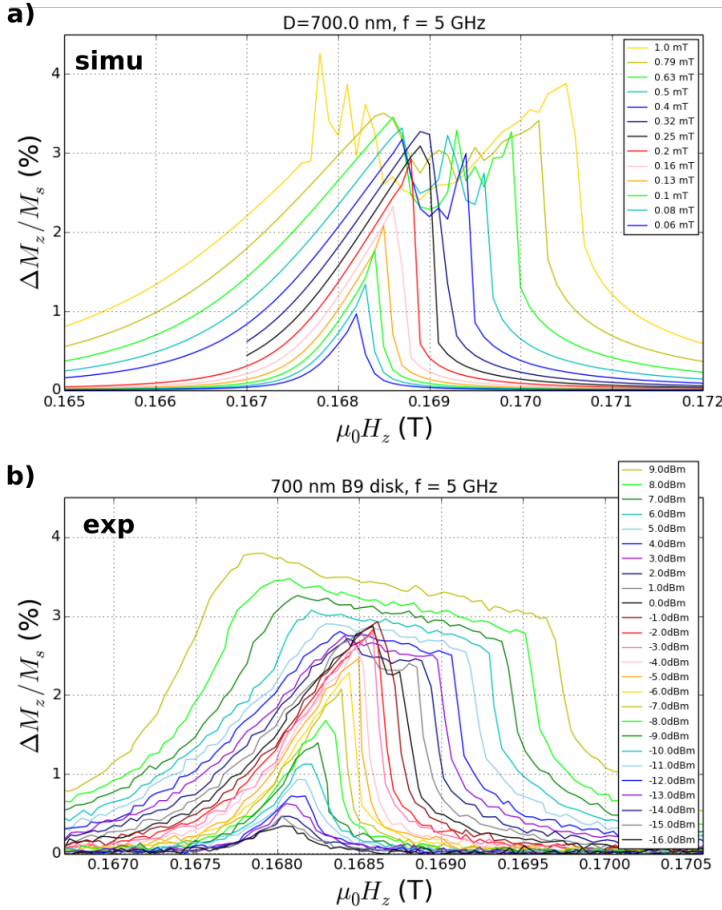 a)
D=700.0 nm, f = 5 GHz
simu
4
3
2
1
0
ΔM_z/M_s (%)
1.0 mT
0.79 mT
0.63 mT
0.5 mT
0.4 mT
0.32 mT
0.25 mT
0.2 mT
0.16 mT
0.13 mT
0.1 mT
0.08 mT
0.06 mT
0.165 0.166 0.167 0.168 0.169 0.170 0.171 0.172
μ₀H_z (T)
b)
700 nm B9 disk, f = 5 GHz
exp
4
3
2
1
0
ΔM_z/M_s (%)
9.0dBm
8.0dBm
7.0dBm
6.0dBm
5.0dBm
4.0dBm
3.0dBm
2.0dBm
1.0dBm
0.0dBm
-1.0dBm
-2.0dBm
-3.0dBm
-4.0dBm
-5.0dBm
-6.0dBm
-7.0dBm
-8.0dBm
-9.0dBm
-10.0dBm
-11.0dBm
-12.0dBm
-13.0dBm
-14.0dBm
-15.0dBm
-16.0dBm
0.1670 0.1675 0.1680 0.1685 0.1690 0.1695 0.1700 0.1705
μ₀H_z (T)